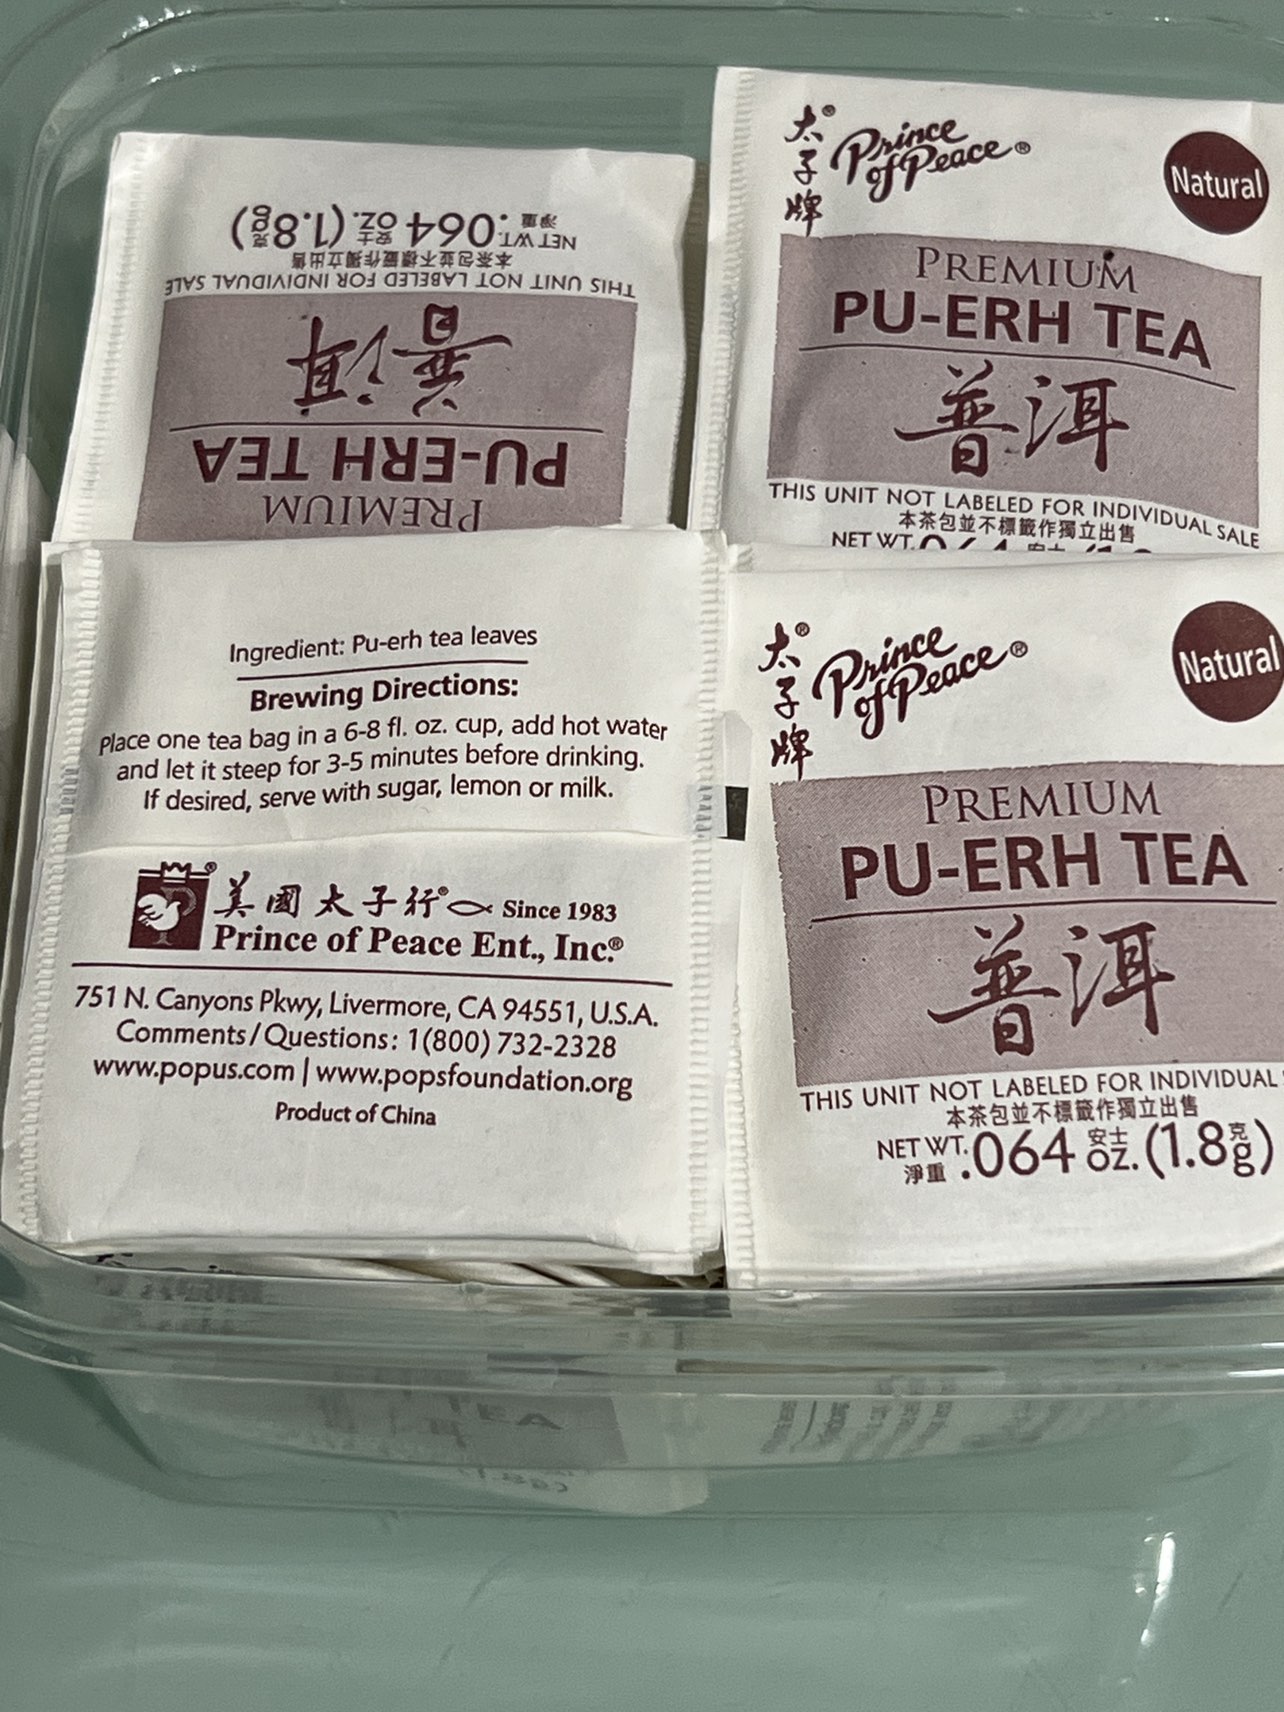 NET WT. .064 安士 OZ. (1.8克g)
淨重
本茶包並不標籤作獨立出售
THIS UNIT NOT LABELED FOR INDIVIDUAL SALE
普洱
PU-ERH TEA
PREMIUM
太子牌® Prince of Peace®
Natural
PREMIUM
PU-ERH TEA
普洱
THIS UNIT NOT LABELED FOR INDIVIDUAL SALE
本茶包並不標籤作獨立出售
NET WT.
Ingredient: Pu-erh tea leaves
Brewing Directions:
Place one tea bag in a 6-8 fl. oz. cup, add hot water
and let it steep for 3-5 minutes before drinking.
If desired, serve with sugar, lemon or milk.
美國太子行® Since 1983
Prince of Peace Ent., Inc.®
751 N. Canyons Pkwy, Livermore, CA 94551, U.S.A.
Comments/Questions: 1(800) 732-2328
www.popus.com | www.popsfoundation.org
Product of China
太子牌® Prince of Peace®
Natural
PREMIUM
PU-ERH TEA
普洱
THIS UNIT NOT LABELED FOR INDIVIDUAL
本茶包並不標籤作獨立出售
NET WT. .064 安士 OZ. (1.8克g)
淨重
TEA